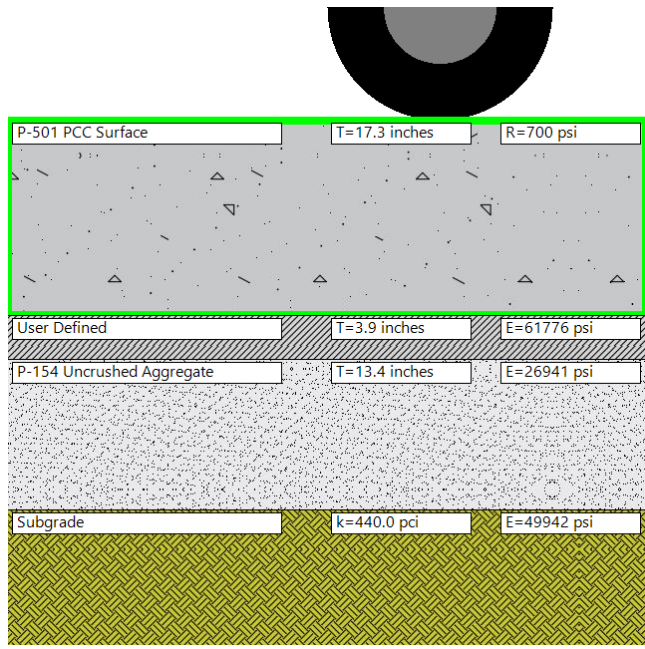 P-501 PCC Surface T=17.3 inches R=700 psi
User Defined T=3.9 inches E=61776 psi
P-154 Uncrushed Aggregate T=13.4 inches E=26941 psi
Subgrade k=440.0 pci E=49942 psi